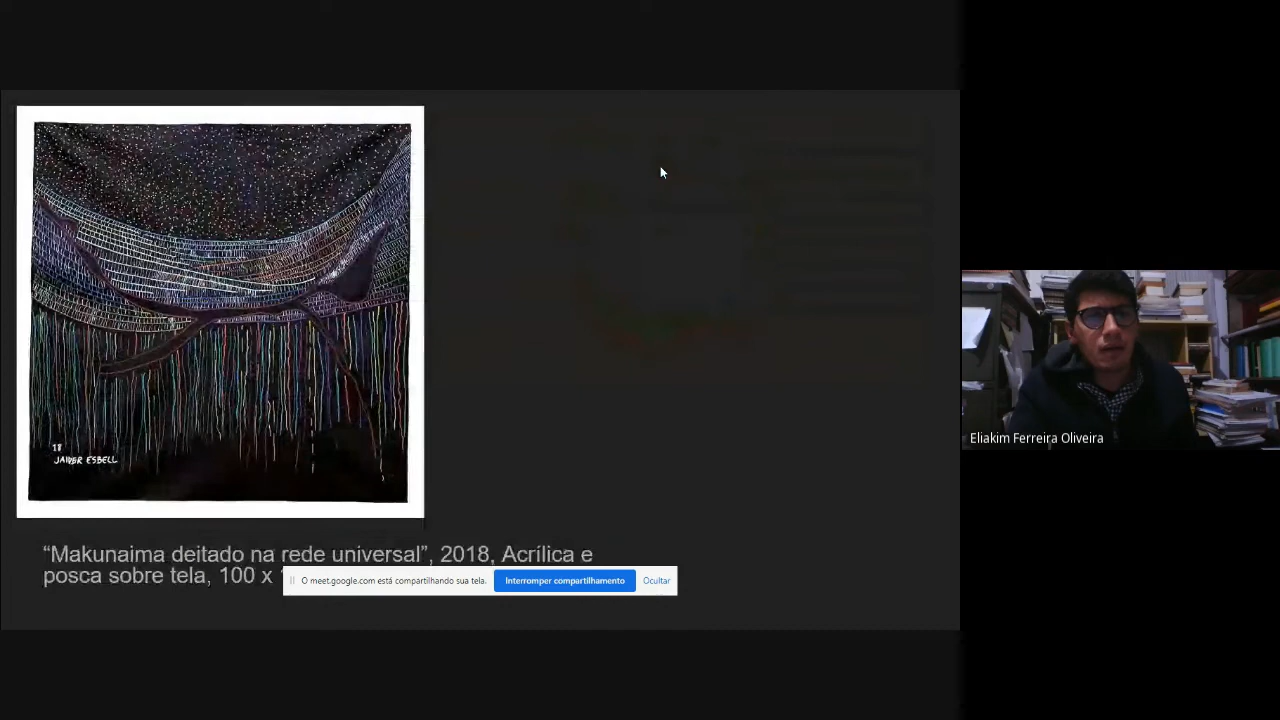 18
JAIDER ESBELL
“Makunaima deitado na rede universal”, 2018, Acrílica e
posca sobre tela, 100 x
O meet.google.com está compartilhando sua tela. Interromper compartilhamento Ocultar
Eliakim Ferreira Oliveira